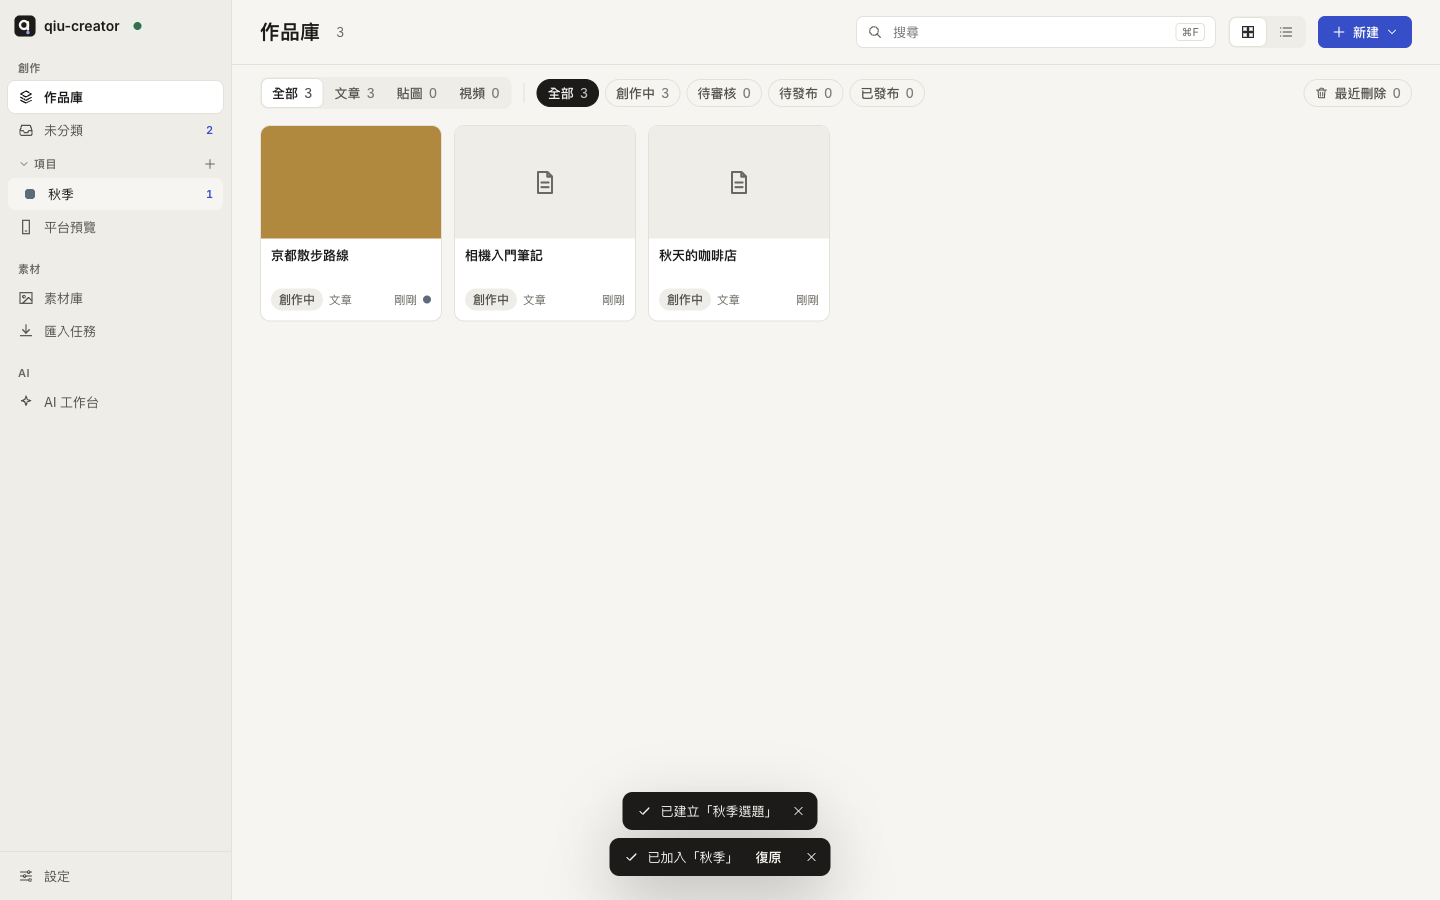 qiu-creator
創作
作品庫
未分類 2
項目
秋季 1
平台預覽
素材
素材庫
匯入任務
AI
AI 工作台
設定
作品庫 3
搜尋 ⌘F
新建
全部 3 文章 3 貼圖 0 視頻 0
全部 3 創作中 3 待審核 0 待發布 0 已發布 0
最近刪除 0
京都散步路線
創作中 文章 剛剛
相機入門筆記
創作中 文章 剛剛
秋天的咖啡店
創作中 文章 剛剛
已建立「秋季選題」
已加入「秋季」 復原